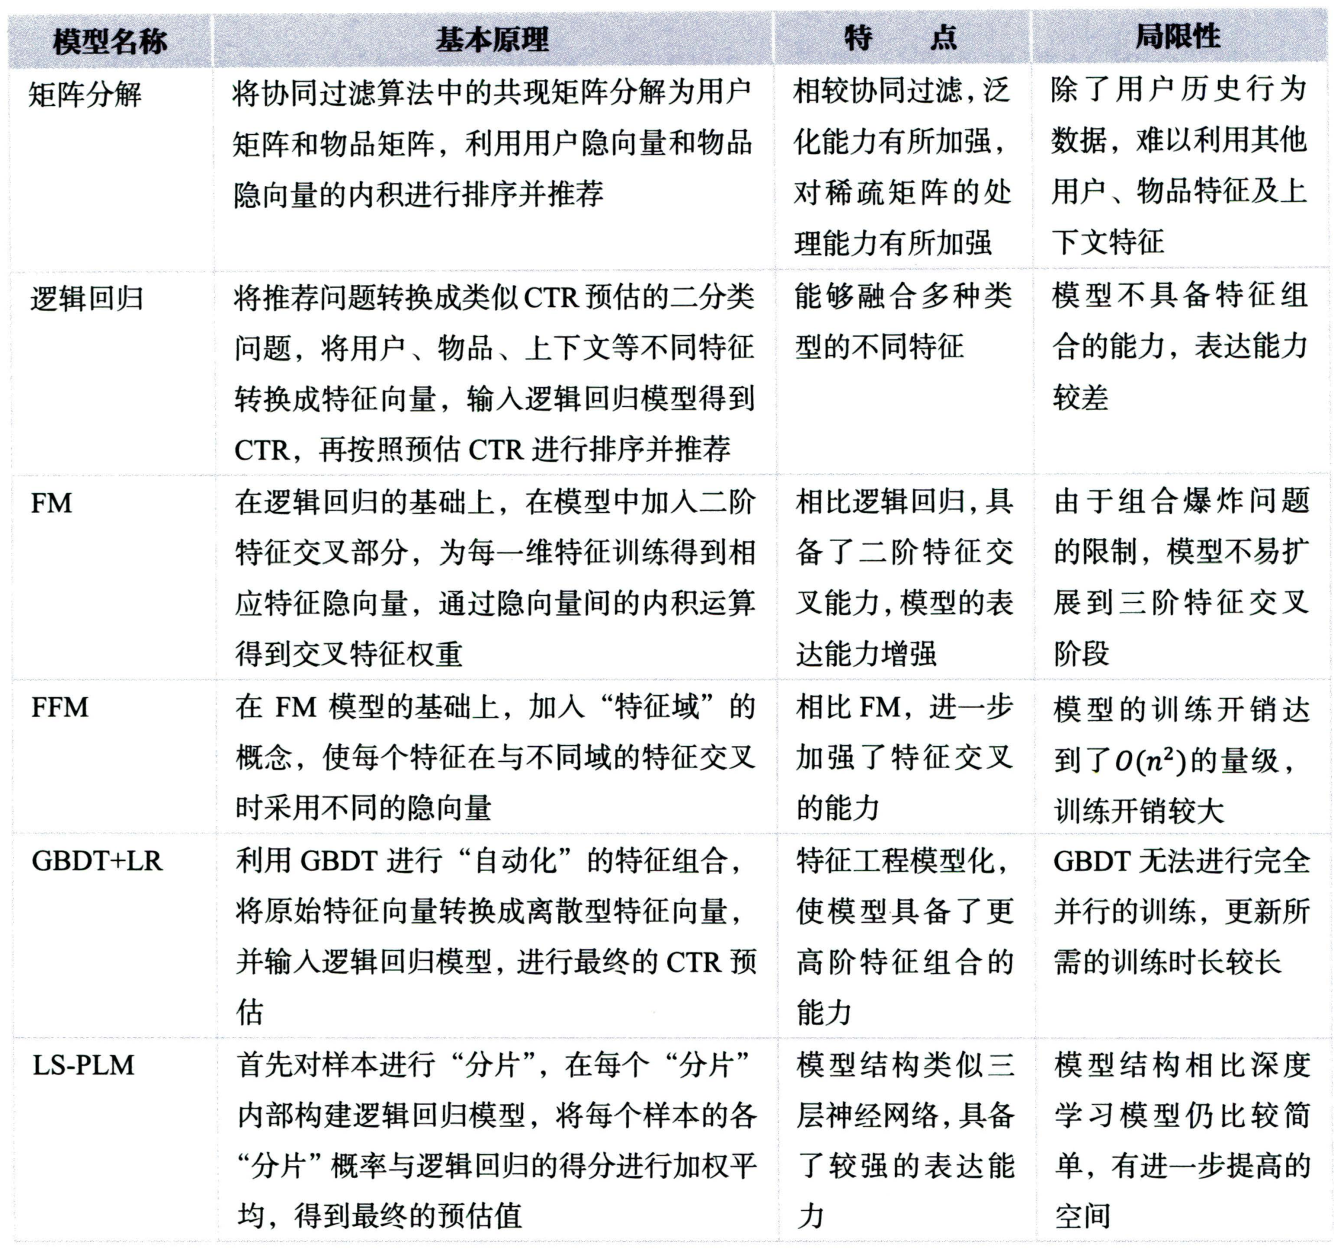 模型名称 基本原理 特 点 局限性
矩阵分解 将协同过滤算法中的共现矩阵分解为用户 相较协同过滤，泛 除了用户历史行为
矩阵和物品矩阵，利用用户隐向量和物品 化能力有所加强， 数据，难以利用其他
隐向量的内积进行排序并推荐 对稀疏矩阵的处 用户、物品特征及上
理能力有所加强 下文特征
逻辑回归 将推荐问题转换成类似 CTR 预估的二分类 能够融合多种类 模型不具备特征组
问题，将用户、物品、上下文等不同特征 型的不同特征 合的能力，表达能力
转换成特征向量，输入逻辑回归模型得到 较差
CTR，再按照预估 CTR 进行排序并推荐
FM 在逻辑回归的基础上，在模型中加入二阶 相比逻辑回归，具 由于组合爆炸问题
特征交叉部分，为每一维特征训练得到相 备了二阶特征交 的限制，模型不易扩
应特征隐向量，通过隐向量间的内积运算 叉能力，模型的表 展到三阶特征交叉
得到交叉特征权重 达能力增强 阶段
FFM 在 FM 模型的基础上，加入“特征域”的 相比 FM，进一步 模型的训练开销达
概念，使每个特征在与不同域的特征交叉 加强了特征交叉 到了O(n²)的量级，
时采用不同的隐向量 的能力 训练开销较大
GBDT+LR 利用 GBDT 进行“自动化”的特征组合， 特征工程模型化， GBDT 无法进行完全
将原始特征向量转换成离散型特征向量， 使模型具备了更 并行的训练，更新所
并输入逻辑回归模型，进行最终的 CTR 预 高阶特征组合的 需的训练时长较长
估 能力
LS-PLM 首先对样本进行“分片”，在每个“分片” 模型结构类似三 模型结构相比深度
内部构建逻辑回归模型，将每个样本的各 层神经网络，具备 学习模型仍比较简
“分片”概率与逻辑回归的得分进行加权平 了较强的表达能 单，有进一步提高的
均，得到最终的预估值 力 空间